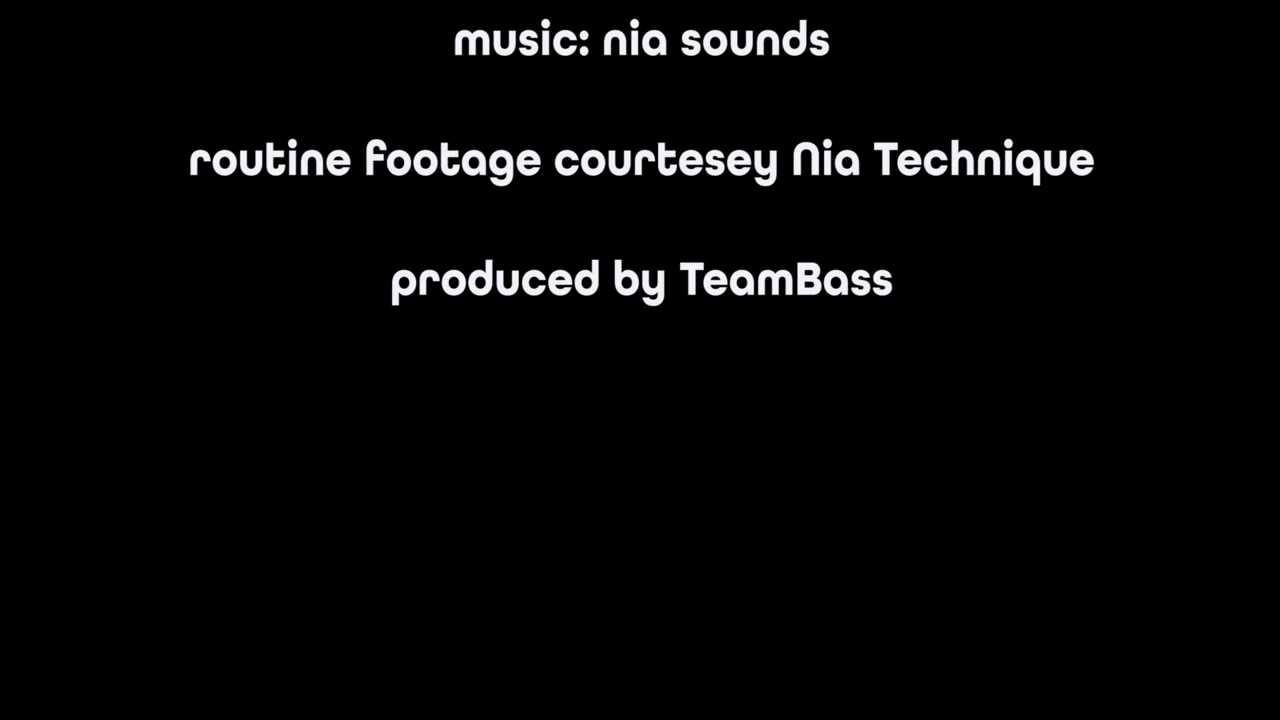 music: nia sounds
routine footage courtesey Nia Technique
produced by TeamBass